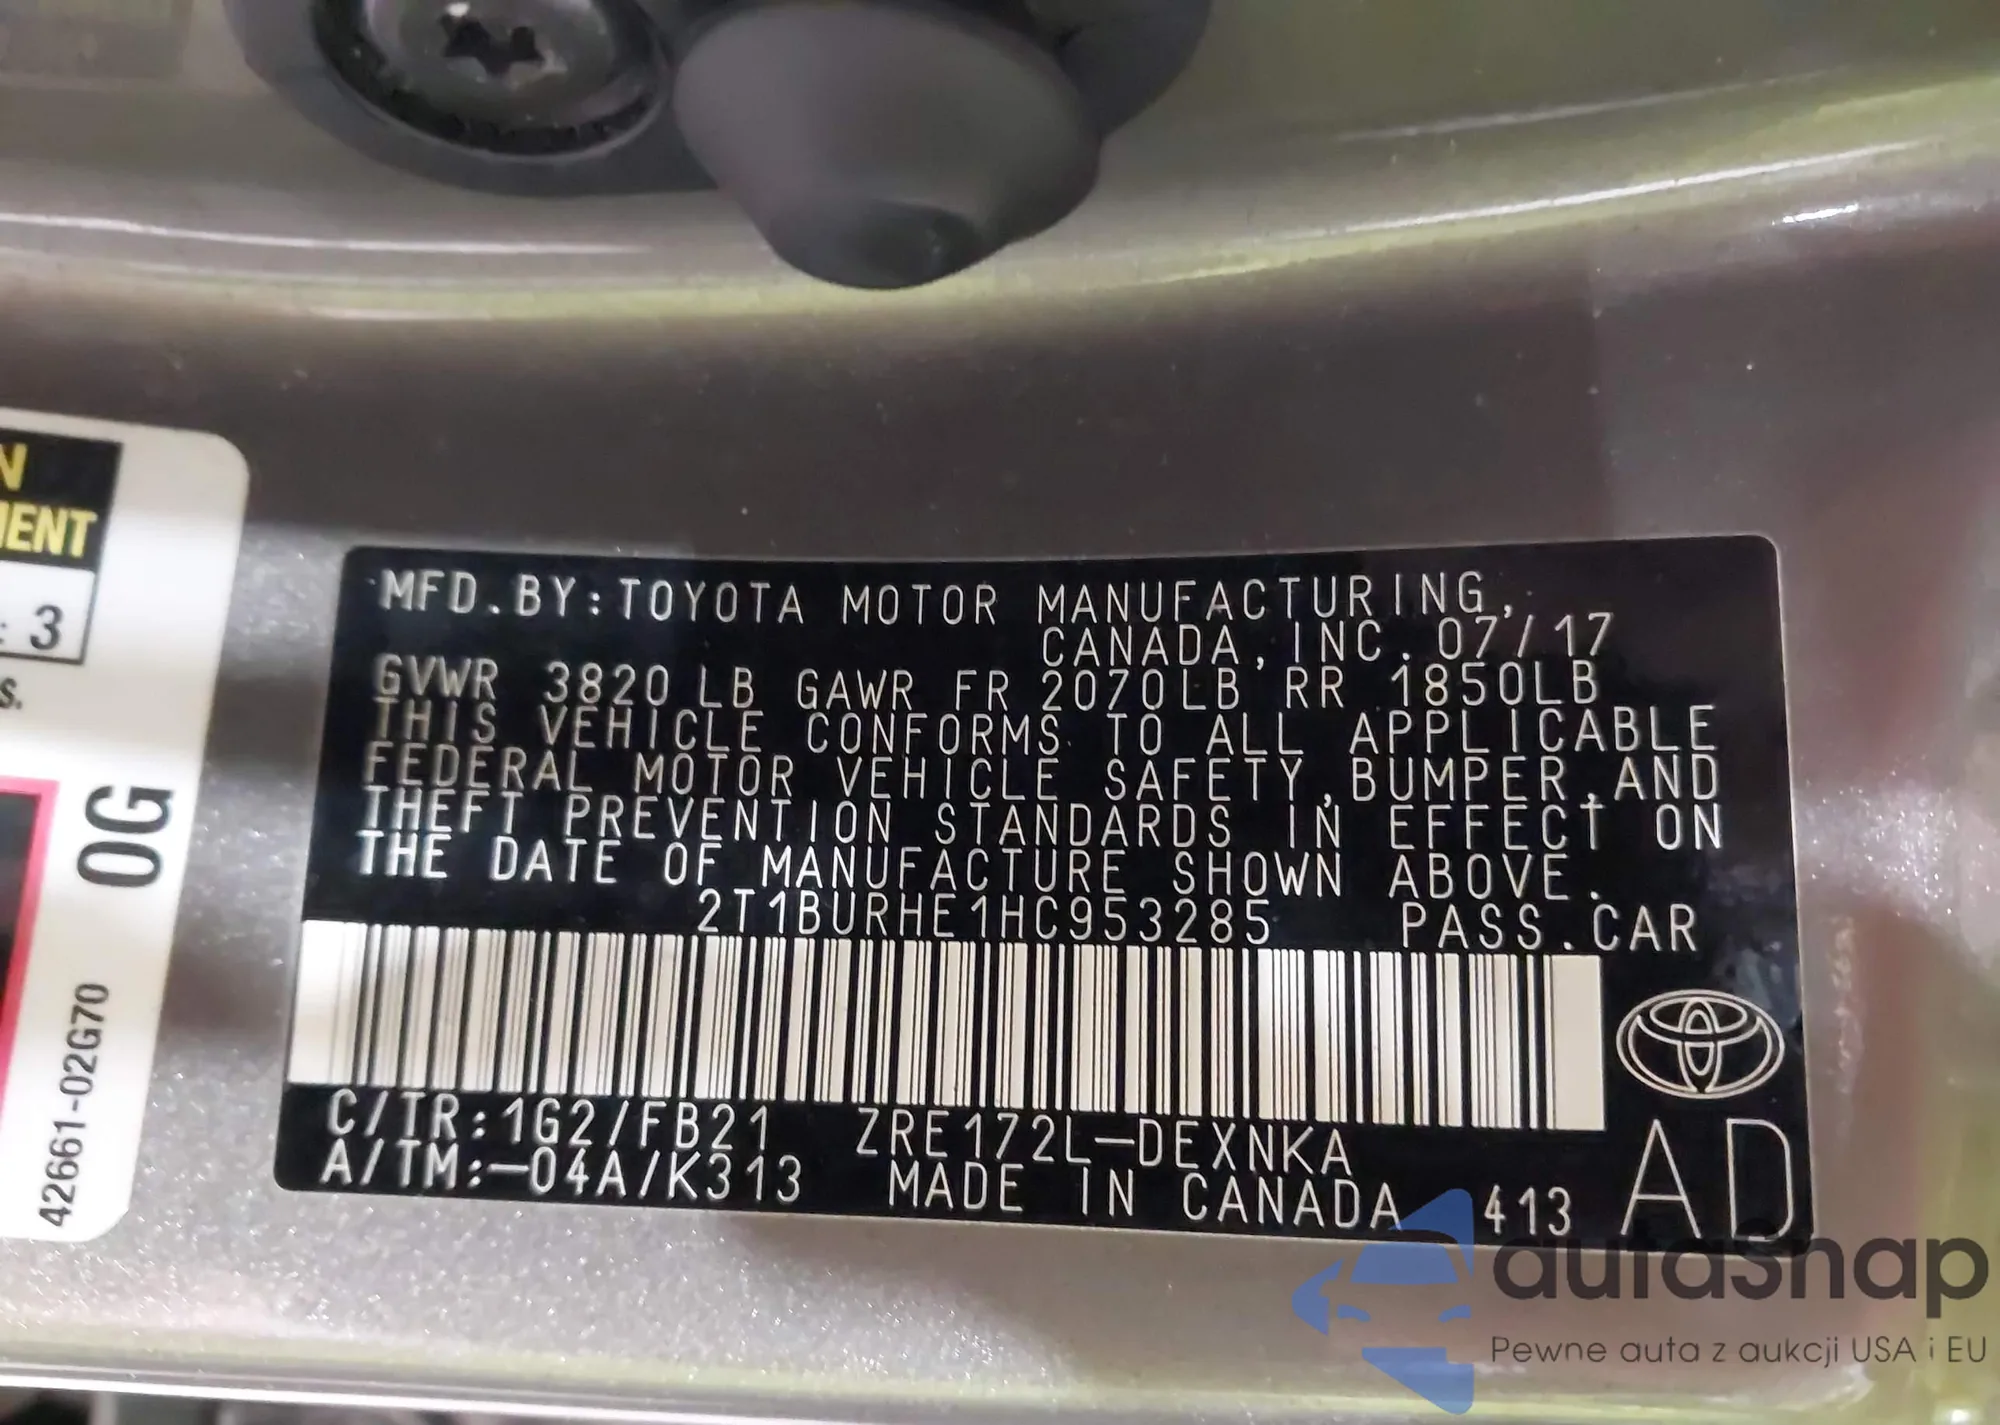 N
MENT
: 3
S.
0G
42661-02G70
MFD.BY:TOYOTA MOTOR MANUFACTURING,
CANADA,INC. 07/17
GVWR 3820 LB GAWR FR 2070LB RR 1850LB
THIS VEHICLE CONFORMS TO ALL APPLICABLE
FEDERAL MOTOR VEHICLE SAFETY,BUMPER,AND
THEFT PREVENTION STANDARDS IN EFFECT ON
THE DATE OF MANUFACTURE SHOWN ABOVE.
2T1BURHE1HC953285 PASS.CAR
C/TR:1G2/FB21 ZRE172L-DEXNKA
A/TM:-04A/K313 MADE IN CANADA 413
AD
autasnap
Pewne auta z aukcji USA i EU